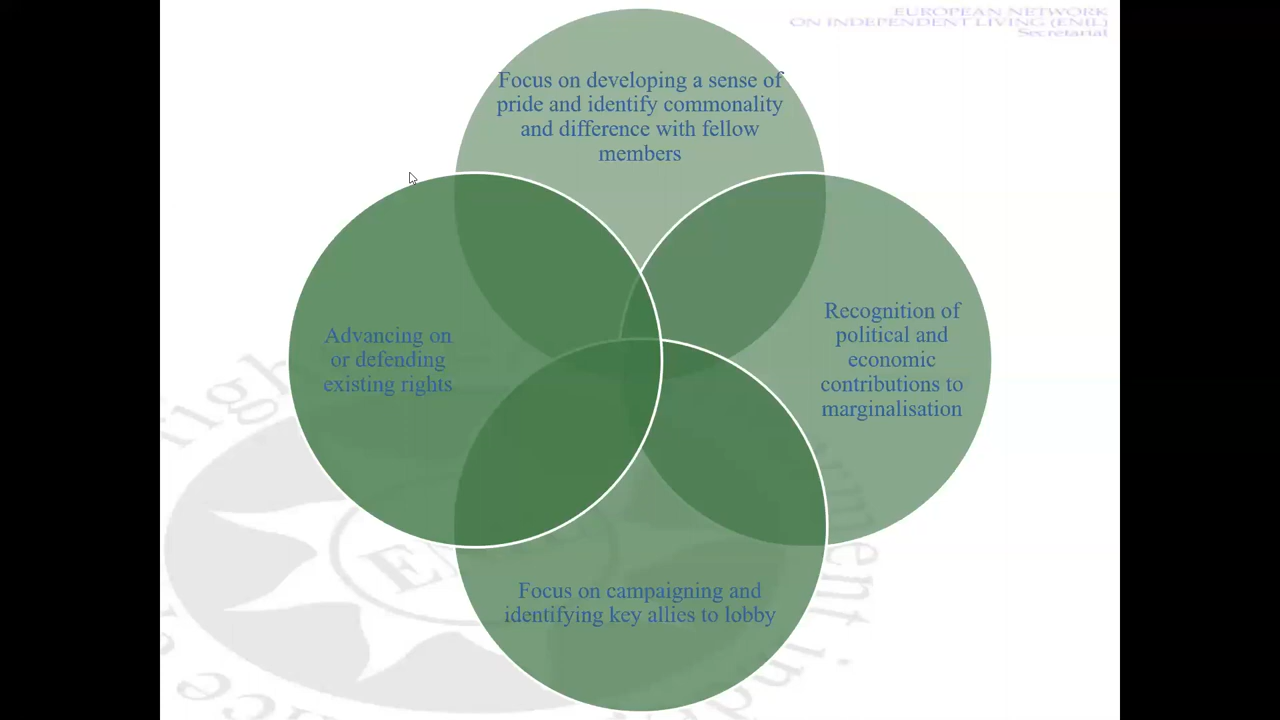 EUROPEAN NETWORK
ON INDEPENDENT LIVING (ENIL)
Secretariat
Focus on developing a sense of
pride and identify commonality
and difference with fellow
members
Advancing on
or defending
existing rights
Recognition of
political and
economic
contributions to
marginalisation
Focus on campaigning and
identifying key allies to lobby